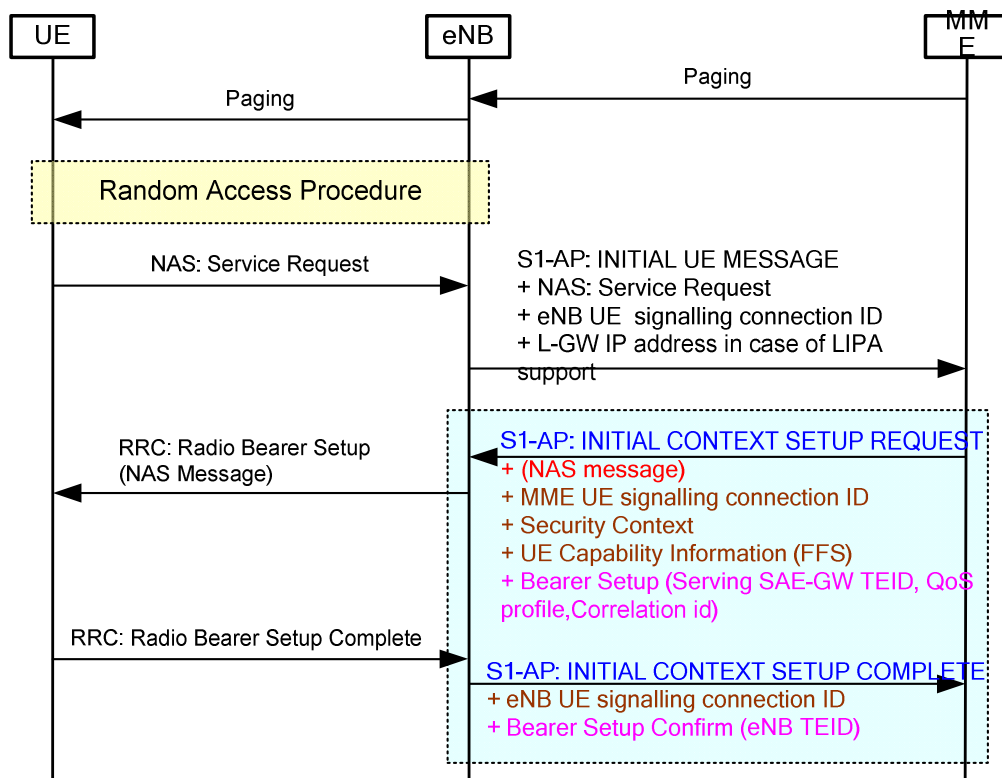 UE
eNB
MM
E
Paging
Paging
Random Access Procedure
NAS: Service Request
S1-AP: INITIAL UE MESSAGE
+ NAS: Service Request
+ eNB UE signalling connection ID
+ L-GW IP address in case of LIPA
support
RRC: Radio Bearer Setup
(NAS Message)
S1-AP: INITIAL CONTEXT SETUP REQUEST
+ (NAS message)
+ MME UE signalling connection ID
+ Security Context
+ UE Capability Information (FFS)
+ Bearer Setup (Serving SAE-GW TEID, QoS
profile,Correlation id)
RRC: Radio Bearer Setup Complete
S1-AP: INITIAL CONTEXT SETUP COMPLETE
+ eNB UE signalling connection ID
+ Bearer Setup Confirm (eNB TEID)